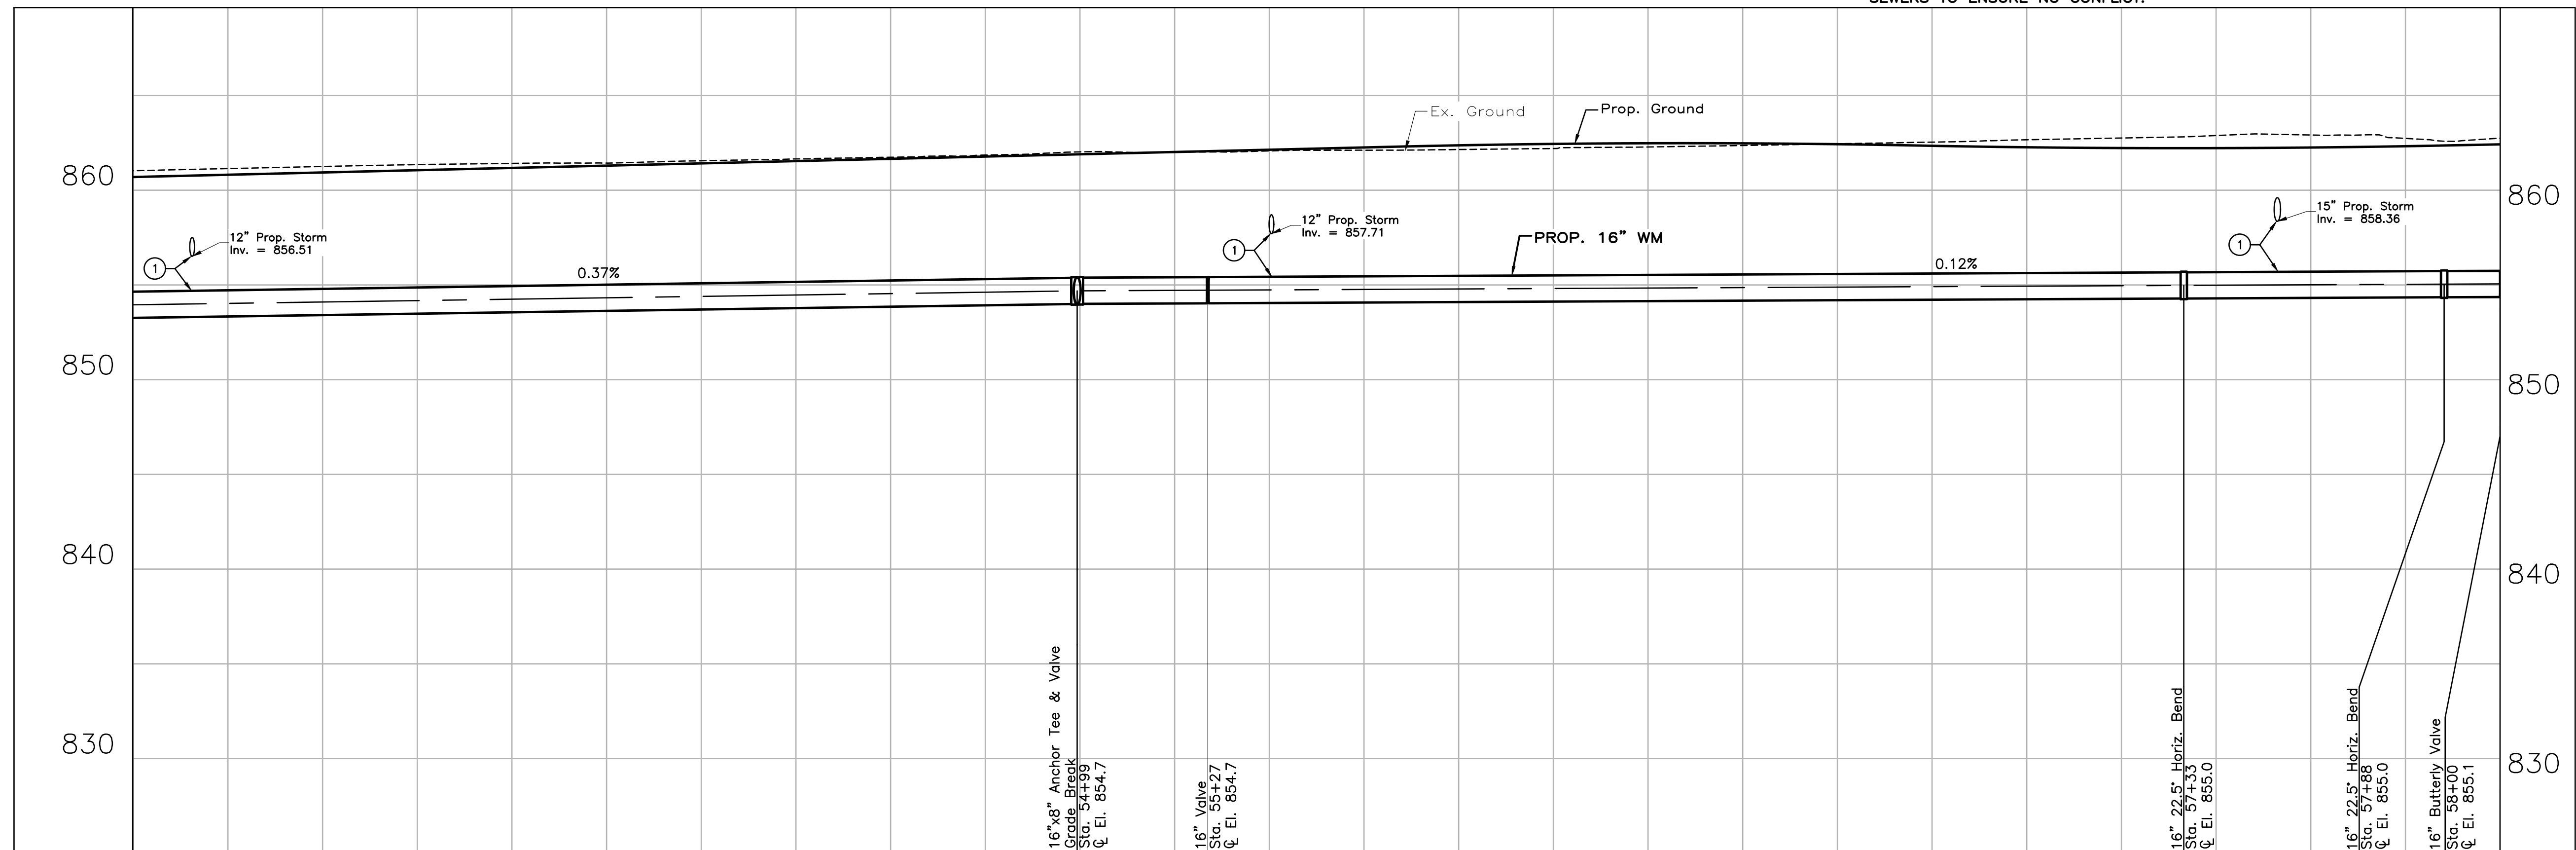 SEWERS TO ENSURE NO CONFLICT.
Ex. Ground
Prop. Ground
860
860
12" Prop. Storm
Inv. = 856.51
1
12" Prop. Storm
Inv. = 857.71
1
PROP. 16" WM
15" Prop. Storm
Inv. = 858.36
1
0.37%
0.12%
850
850
840
840
830
830
16"x8" Anchor Tee & Valve
Grade Break
Sta. 54+99
℄ El. 854.7
16" Valve
Sta. 55+27
℄ El. 854.7
16" 22.5° Horiz. Bend
Sta. 57+33
℄ El. 855.0
16" 22.5° Horiz. Bend
Sta. 57+88
℄ El. 855.0
16" Butterly Valve
Sta. 58+00
℄ El. 855.1